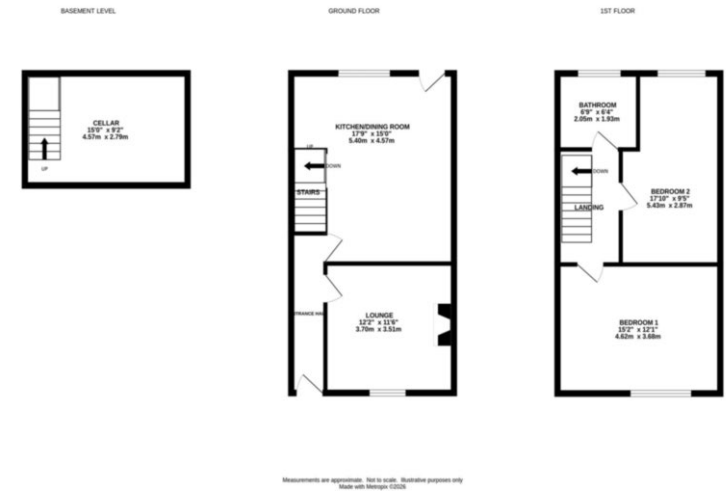 BASEMENT LEVEL
CELLAR
15'0" x 9'2"
4.57m x 2.79m
UP
GROUND FLOOR
KITCHEN/DINING ROOM
17'9" x 15'0"
5.40m x 4.57m
UP
DOWN
STAIRS
ENTRANCE HALL
LOUNGE
12'2" x 11'6"
3.70m x 3.51m
1ST FLOOR
BATHROOM
6'9" x 6'4"
2.05m x 1.93m
DOWN
LANDING
BEDROOM 2
17'10" x 9'5"
5.43m x 2.87m
BEDROOM 1
15'2" x 12'1"
4.62m x 3.68m
Measurements are approximate. Not to scale. Illustrative purposes only
Made with Metropix ©2026